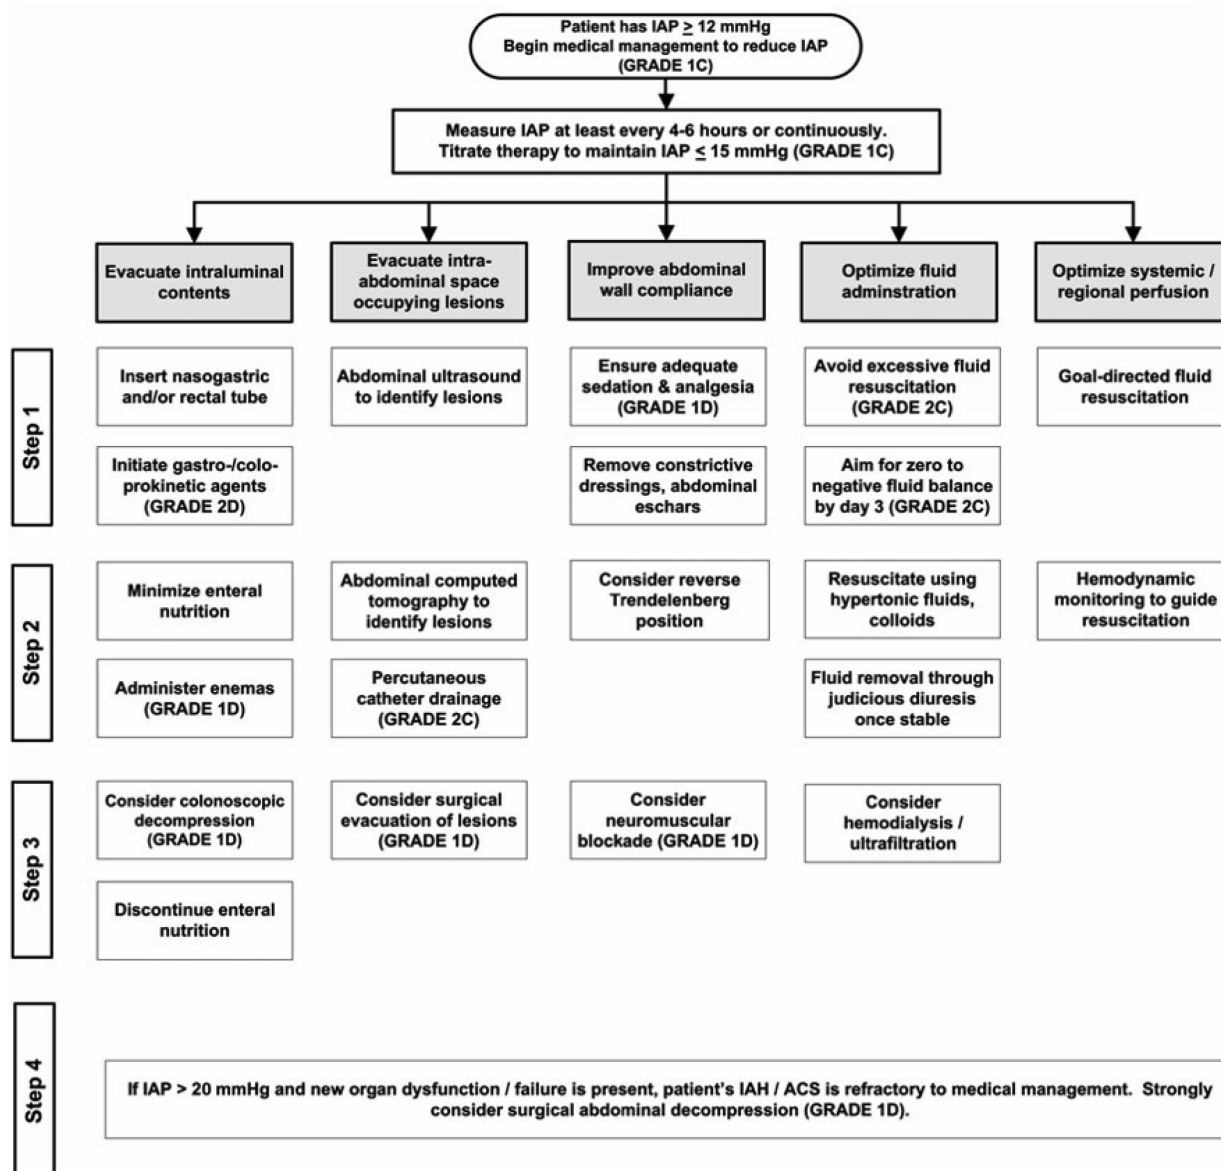 Patient has IAP ≥ 12 mmHg
Begin medical management to reduce IAP
(GRADE 1C)
Measure IAP at least every 4-6 hours or continuously.
Titrate therapy to maintain IAP ≤ 15 mmHg (GRADE 1C)
Evacuate intraluminal
contents
Evacuate intra-
abdominal space
occupying lesions
Improve abdominal
wall compliance
Optimize fluid
adminstration
Optimize systemic /
regional perfusion
Step 1
Insert nasogastric
and/or rectal tube
Abdominal ultrasound
to identify lesions
Ensure adequate
sedation & analgesia
(GRADE 1D)
Avoid excessive fluid
resuscitation
(GRADE 2C)
Goal-directed fluid
resuscitation
Initiate gastro-/colo-
prokinetic agents
(GRADE 2D)
Remove constrictive
dressings, abdominal
eschars
Aim for zero to
negative fluid balance
by day 3 (GRADE 2C)
Step 2
Minimize enteral
nutrition
Abdominal computed
tomography to
identify lesions
Consider reverse
Trendelenberg
position
Resuscitate using
hypertonic fluids,
colloids
Hemodynamic
monitoring to guide
resuscitation
Administer enemas
(GRADE 1D)
Percutaneous
catheter drainage
(GRADE 2C)
Fluid removal through
judicious diuresis
once stable
Step 3
Consider colonoscopic
decompression
(GRADE 1D)
Consider surgical
evacuation of lesions
(GRADE 1D)
Consider
neuromuscular
blockade (GRADE 1D)
Consider
hemodialysis /
ultrafiltration
Discontinue enteral
nutrition
Step 4
If IAP > 20 mmHg and new organ dysfunction / failure is present, patient's IAH / ACS is refractory to medical management. Strongly
consider surgical abdominal decompression (GRADE 1D).